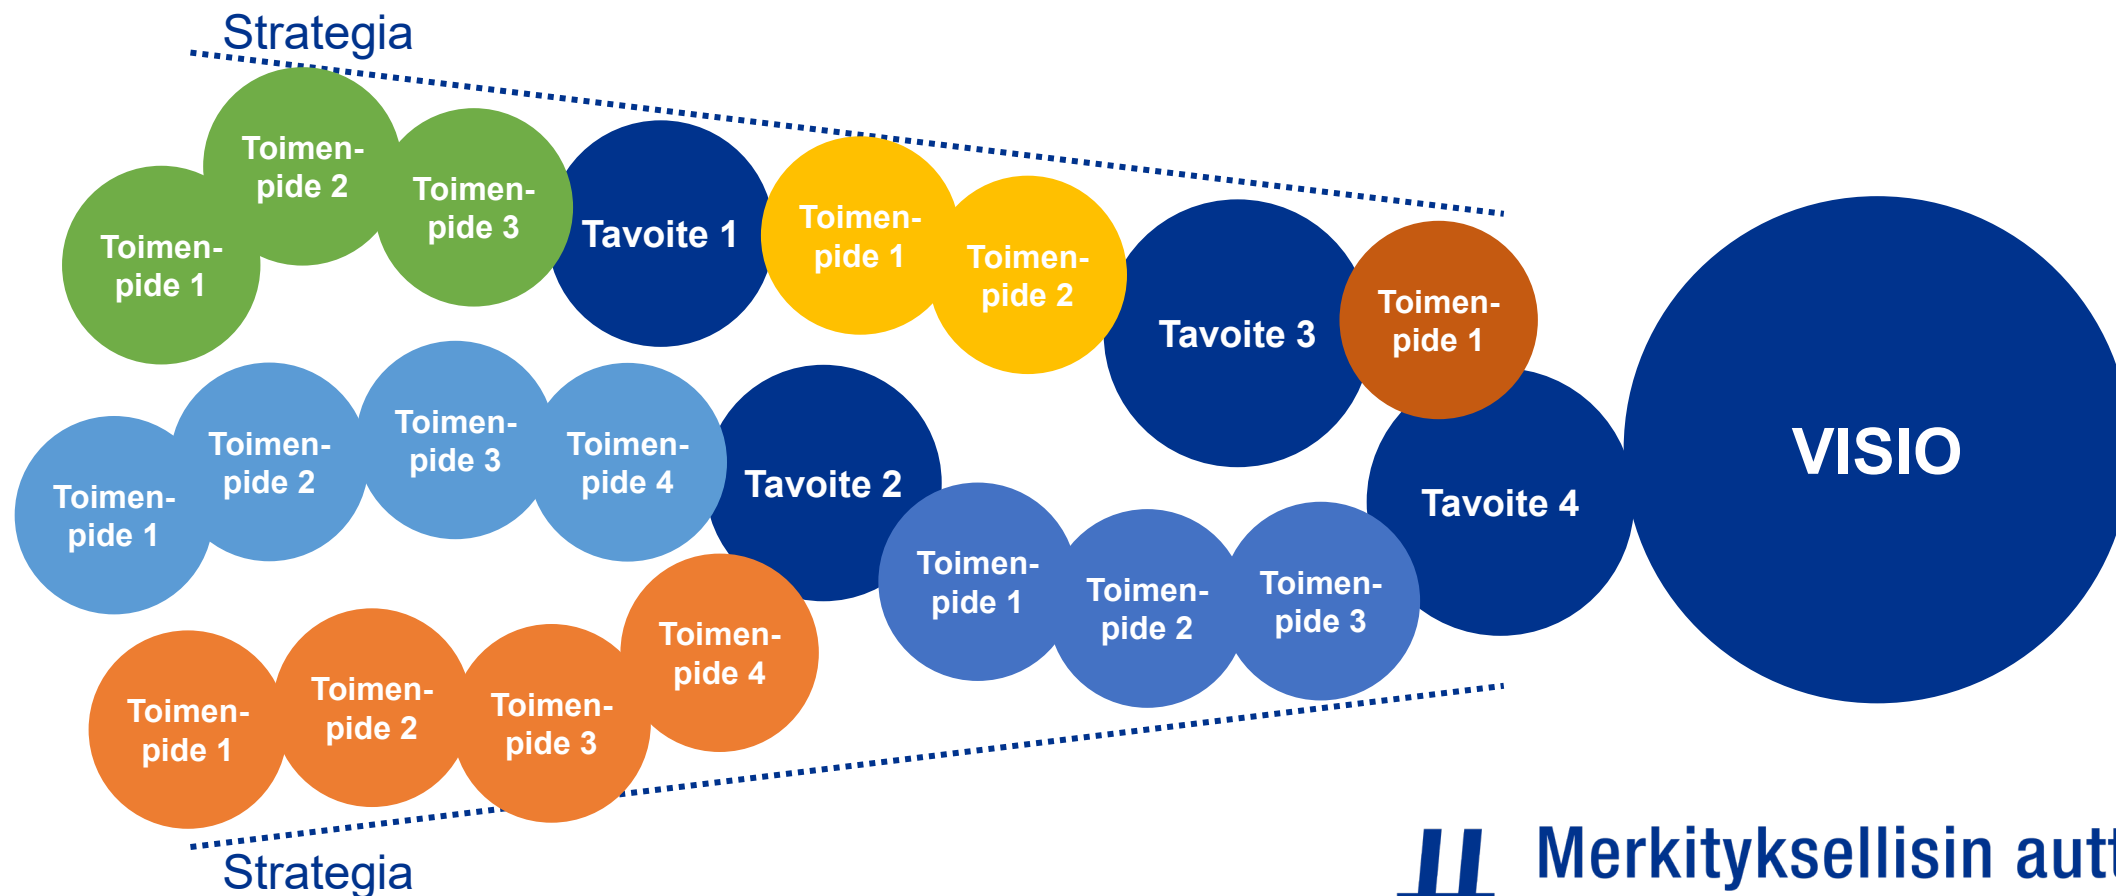 Strategia
Toimen-
pide 1
Toimen-
pide 2
Toimen-
pide 3
Tavoite 1
Toimen-
pide 1
Toimen-
pide 2
Tavoite 3
Toimen-
pide 1
Toimen-
pide 1
Toimen-
pide 2
Toimen-
pide 3
Toimen-
pide 4
Tavoite 2
Toimen-
pide 1
Toimen-
pide 2
Toimen-
pide 3
Tavoite 4
VISIO
Toimen-
pide 1
Toimen-
pide 2
Toimen-
pide 3
Toimen-
pide 4
Strategia
# Merkityksellisin